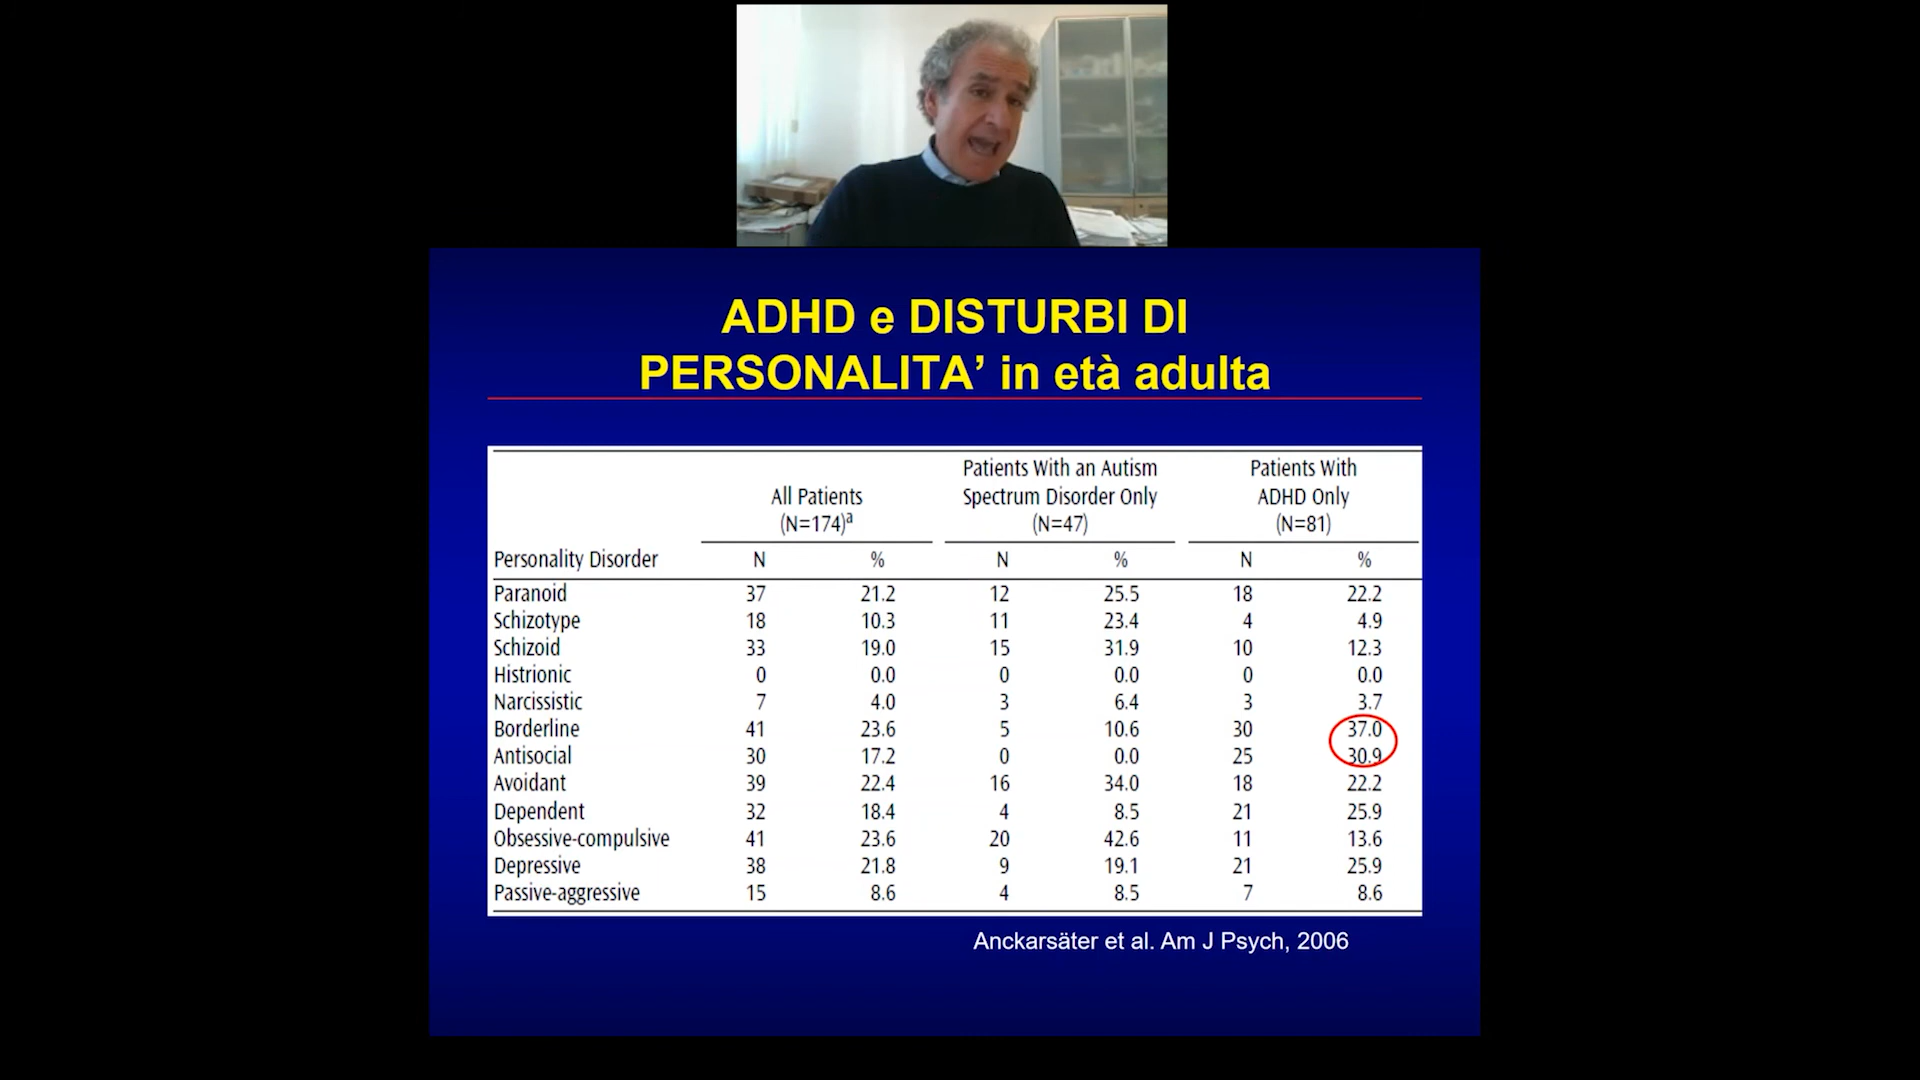 ADHD e DISTURBI DI
PERSONALITA’ in età adulta
All Patients (N=174)a
Patients With an Autism Spectrum Disorder Only (N=47)
Patients With ADHD Only (N=81)
Personality Disorder N % N % N %
Paranoid 37 21.2 12 25.5 18 22.2
Schizotype 18 10.3 11 23.4 4 4.9
Schizoid 33 19.0 15 31.9 10 12.3
Histrionic 0 0.0 0 0.0 0 0.0
Narcissistic 7 4.0 3 6.4 3 3.7
Borderline 41 23.6 5 10.6 30 37.0
Antisocial 30 17.2 0 0.0 25 30.9
Avoidant 39 22.4 16 34.0 18 22.2
Dependent 32 18.4 4 8.5 21 25.9
Obsessive-compulsive 41 23.6 20 42.6 11 13.6
Depressive 38 21.8 9 19.1 21 25.9
Passive-aggressive 15 8.6 4 8.5 7 8.6
Anckarsäter et al. Am J Psych, 2006